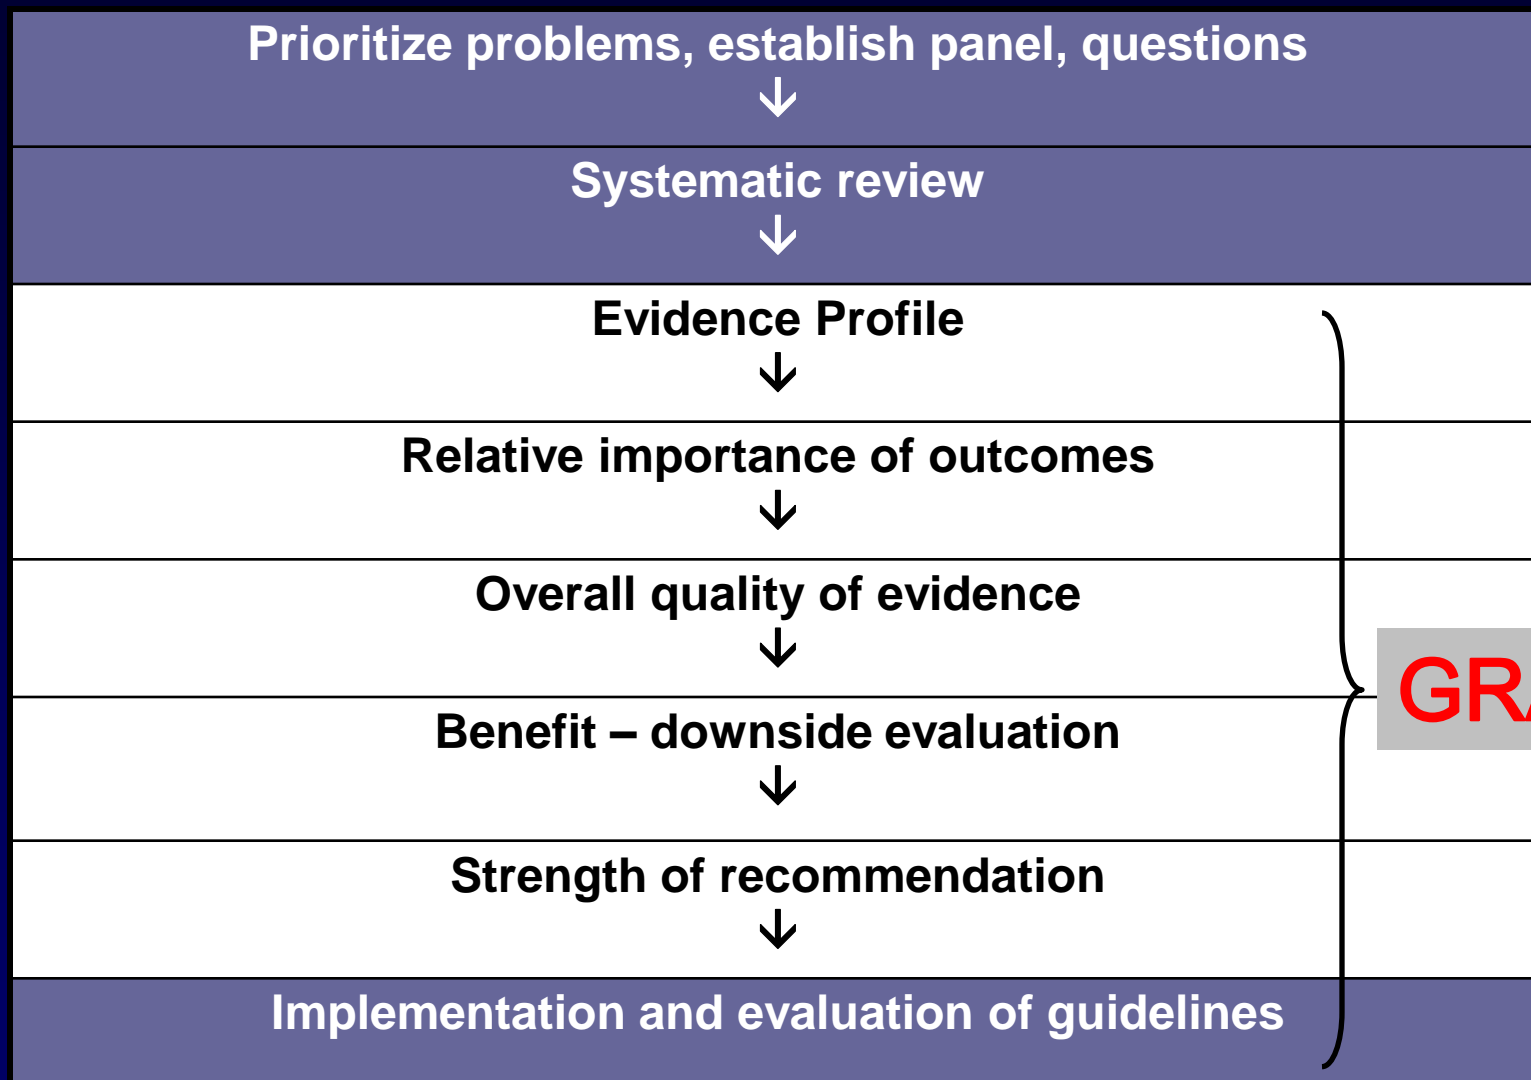 Prioritize problems, establish panel, questions
↓
Systematic review
↓
Evidence Profile
↓
Relative importance of outcomes
↓
Overall quality of evidence
↓
GRA
Benefit – downside evaluation
↓
Strength of recommendation
↓
Implementation and evaluation of guidelines